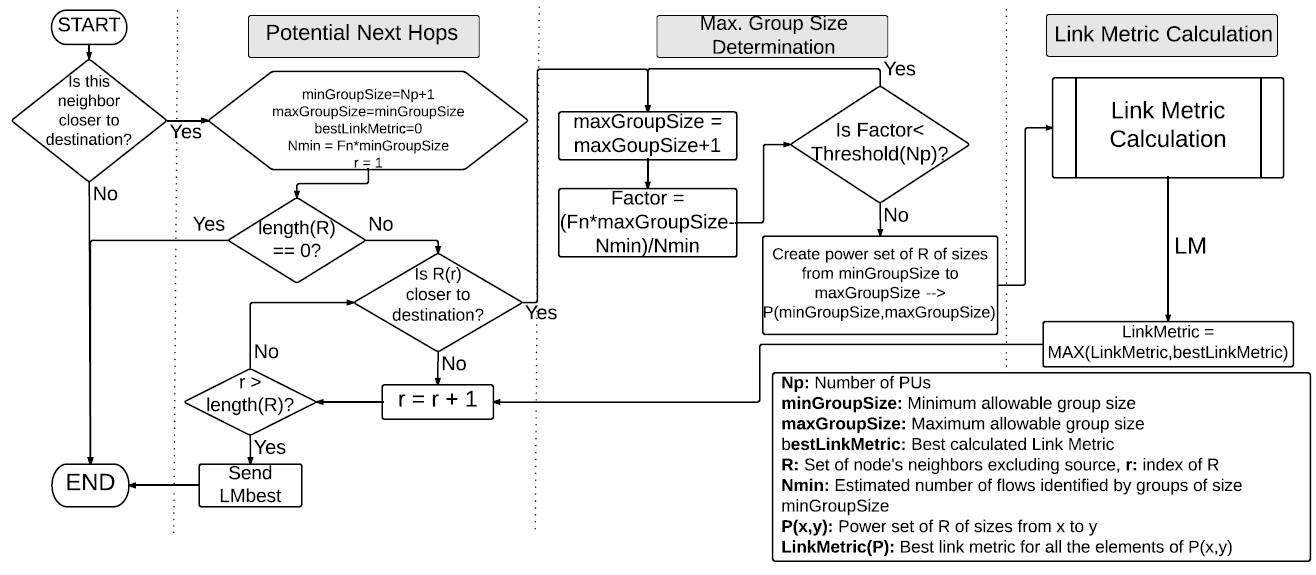 START
Is this
neighbor
closer to
destination?
Yes
No
Potential Next Hops
minGroupSize=Np+1
maxGroupSize=minGroupSize
bestLinkMetric=0
Nmin = Fn*minGroupSize
r = 1
length(R)
== 0?
Yes
No
Is R(r)
closer to
destination?
Yes
No
r = r + 1
r >
length(R)?
No
Yes
Send
LMbest
END
Max. Group Size
Determination
maxGroupSize =
maxGoupSize+1
Factor =
(Fn*maxGroupSize-
Nmin)/Nmin
Is Factor<
Threshold(Np)?
Yes
No
Create power set of R of sizes
from minGroupSize to
maxGroupSize -->
P(minGroupSize,maxGroupSize)
Link Metric Calculation
Link Metric
Calculation
LM
LinkMetric =
MAX(LinkMetric,bestLinkMetric)
Np: Number of PUs
minGroupSize: Minimum allowable group size
maxGroupSize: Maximum allowable group size
bestLinkMetric: Best calculated Link Metric
R: Set of node's neighbors excluding source, r: index of R
Nmin: Estimated number of flows identified by groups of size
minGroupSize
P(x,y): Power set of R of sizes from x to y
LinkMetric(P): Best link metric for all the elements of P(x,y)